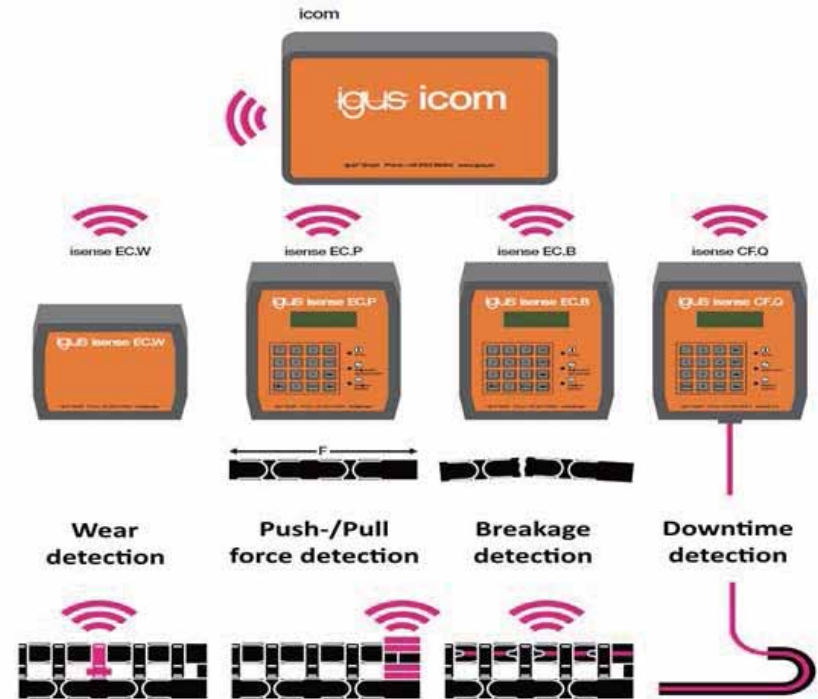 icom
igus icom
isense EC.W
isense EC.P
isense EC.B
isense CF.Q
igus isense EC.W
igus isense EC.P
igus isense EC.B
igus isense CF.Q
F
Wear
detection
Push-/Pull
force detection
Breakage
detection
Downtime
detection